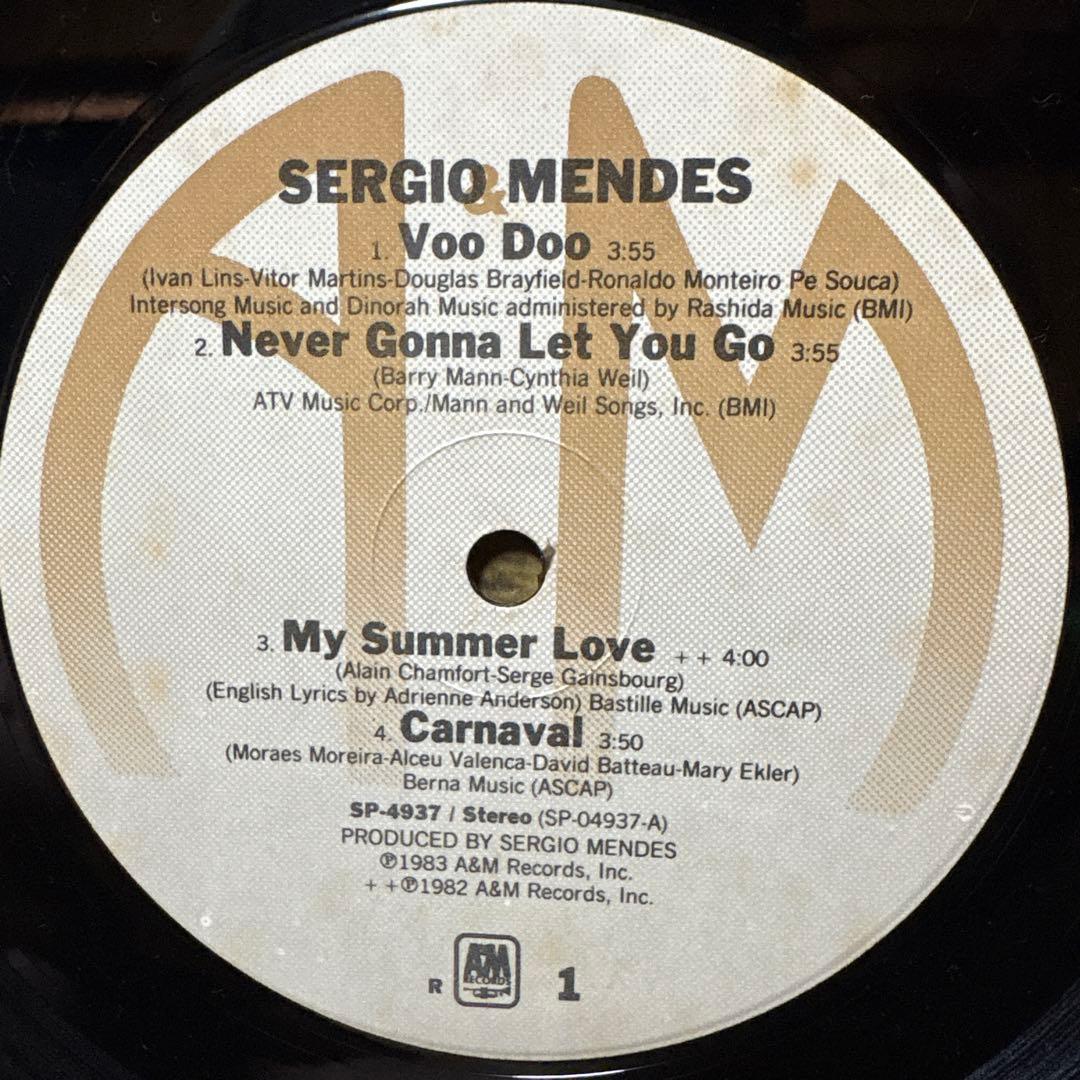 SERGIO MENDES
&
1. Voo Doo 3:55
(Ivan Lins-Vitor Martins-Douglas Brayfield-Ronaldo Monteiro Pe Souca)
Intersong Music and Dinorah Music administered by Rashida Music (BMI)
2. Never Gonna Let You Go 3:55
(Barry Mann-Cynthia Weil)
ATV Music Corp./Mann and Weil Songs, Inc. (BMI)
AM
3. My Summer Love ++ 4:00
(Alain Chamfort-Serge Gainsbourg)
(English Lyrics by Adrienne Anderson) Bastille Music (ASCAP)
4. Carnaval 3:50
(Moraes Moreira-Alceu Valenca-David Batteau-Mary Ekler)
Berna Music (ASCAP)
SP-4937 / Stereo (SP-04937-A)
PRODUCED BY SERGIO MENDES
℗1983 A&M Records, Inc.
++℗1982 A&M Records, Inc.
R A&M RECORDS 1